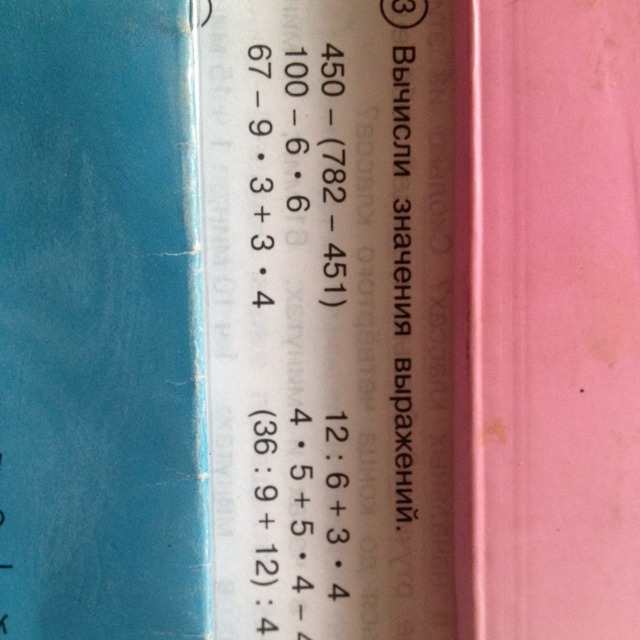 3 Вычисли значения выражений.
450 – (782 – 451) 12 : 6 + 3 • 4
100 – 6 • 6 4 • 5 + 5 • 4 –
67 – 9 • 3 + 3 • 4 (36 : 9 + 12) : 4